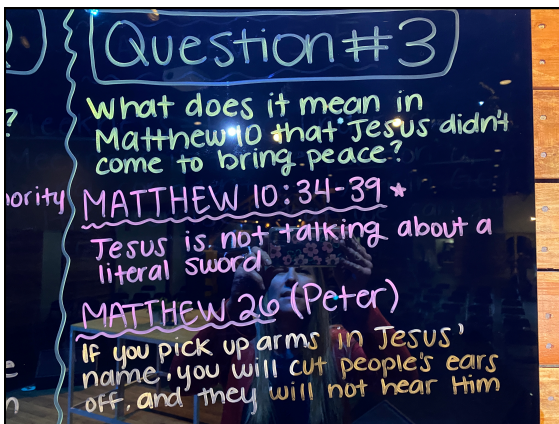 Question #3
?
What does it mean in
Matthew 10 that Jesus didn't
come to bring peace?
MATTHEW 10:34-39 *
Jesus is not talking about a
literal sword
MATTHEW 26 (Peter)
If you pick up arms in Jesus'
name, you will cut people's ears
off, and they will not hear Him